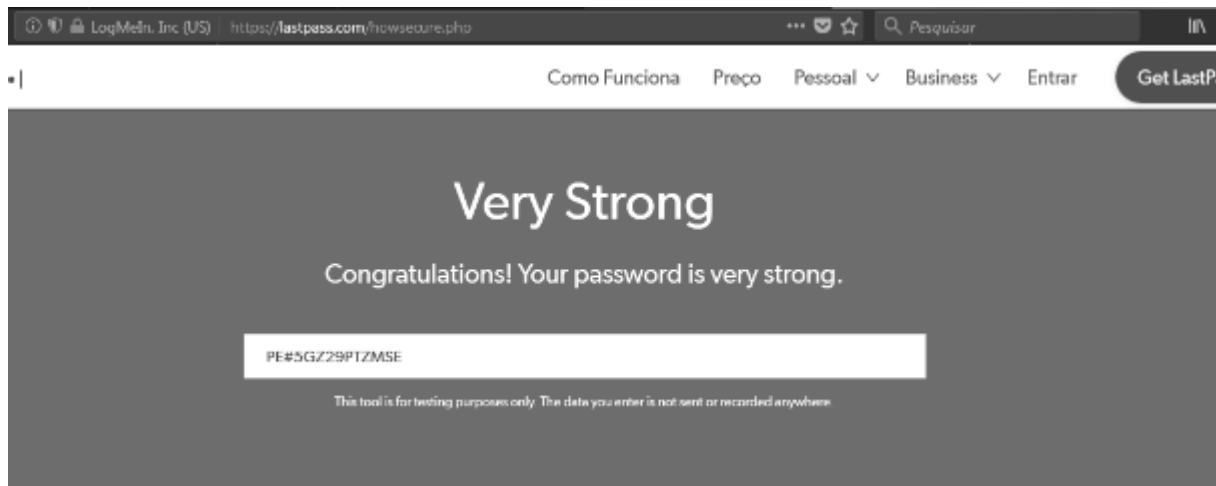 LogMeIn, Inc (US) https://lastpass.com/howsecure.php Pesquisar
Como Funciona Preço Pessoal Business Entrar Get LastP
Very Strong
Congratulations! Your password is very strong.
PE#5GZ29PTZMSE
This tool is for testing purposes only. The data you enter is not sent or recorded anywhere.